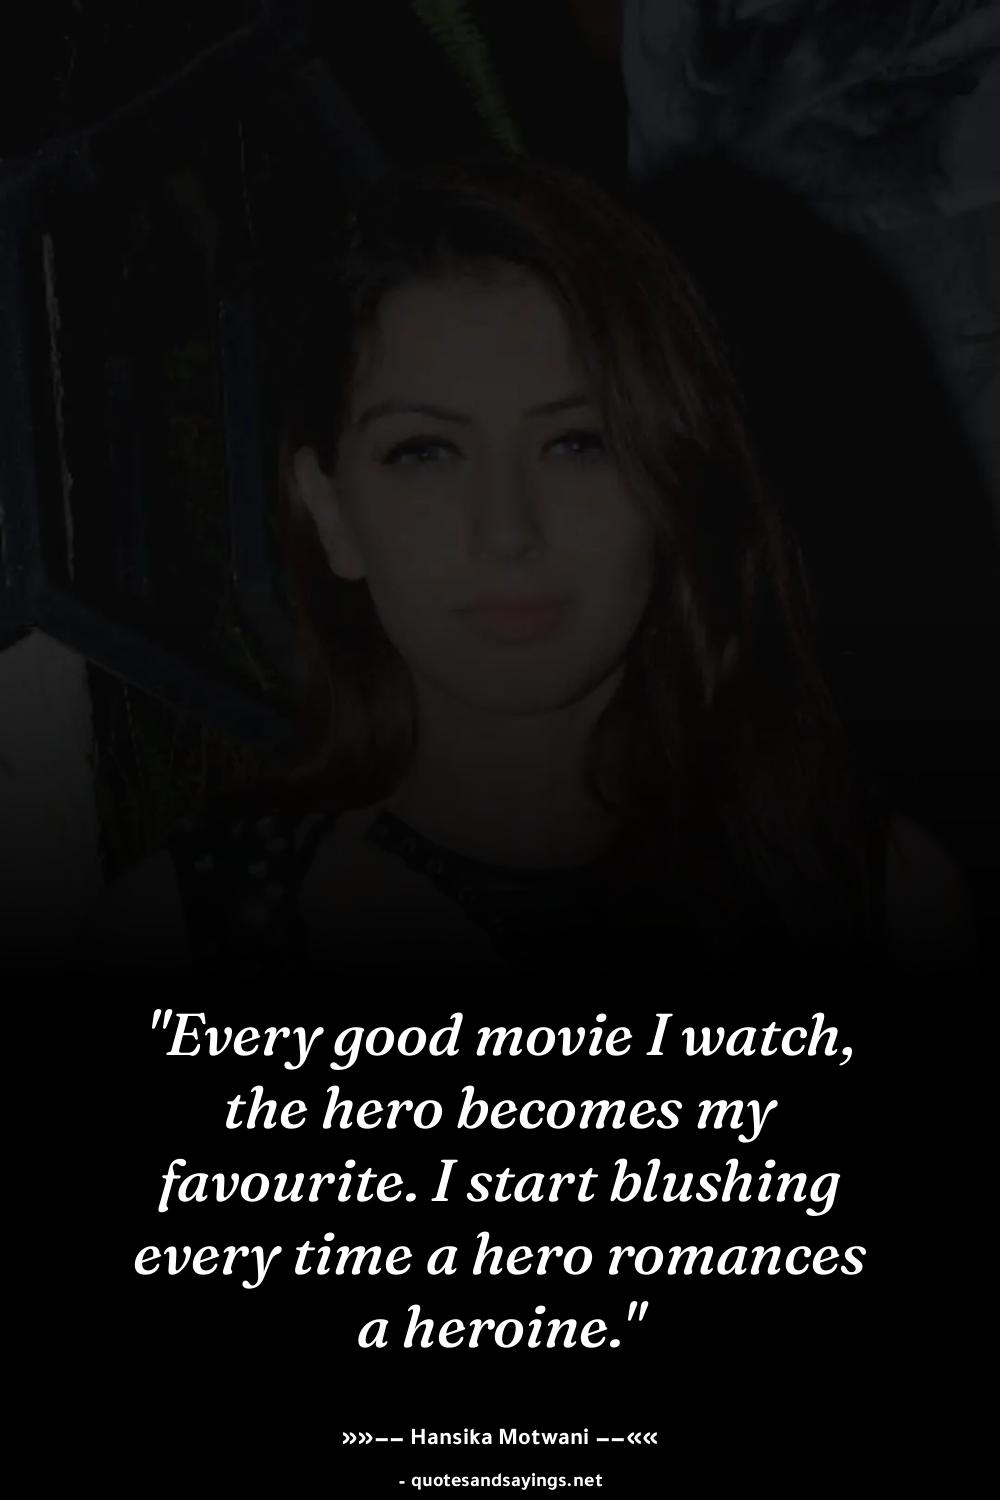 "Every good movie I watch,
the hero becomes my
favourite. I start blushing
every time a hero romances
a heroine."
»»−− Hansika Motwani −−««
- quotesandsayings.net